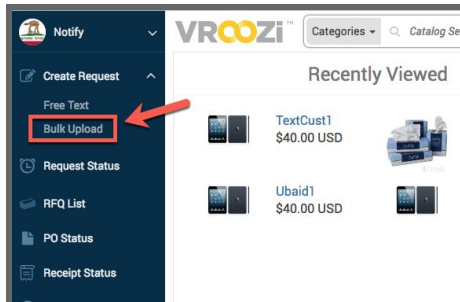 Notify
VROOZi™
Categories
Catalog Se
Create Request
Free Text
Bulk Upload
Request Status
RFQ List
PO Status
Receipt Status
Recently Viewed
TextCust1
$40.00 USD
Ubaid1
$40.00 USD